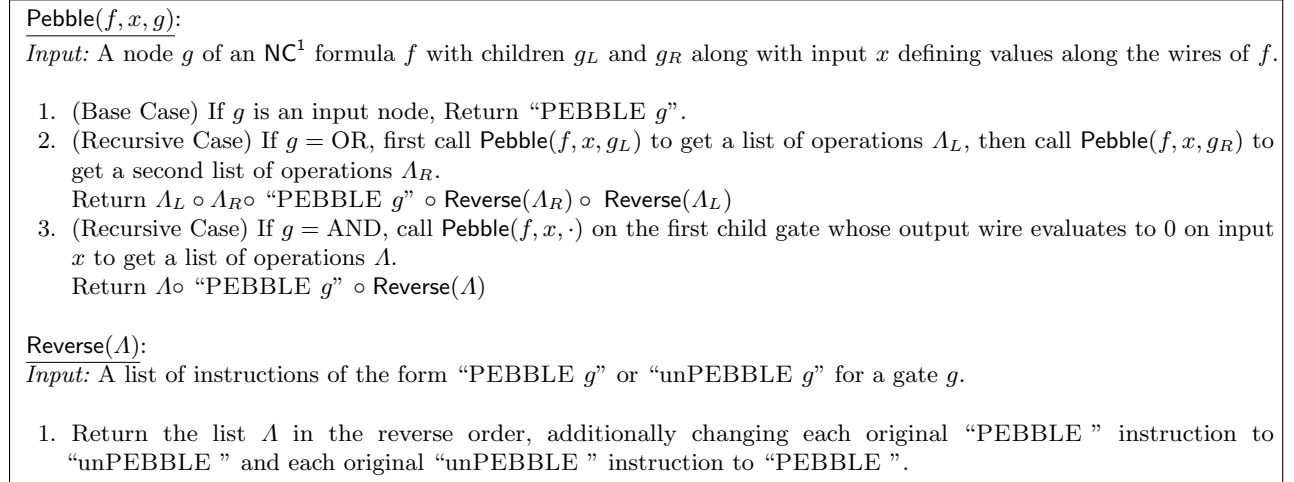 Pebble(f, x, g):
Input: A node g of an NC¹ formula f with children g_L and g_R along with input x defining values along the wires of f.
1. (Base Case) If g is an input node, Return “PEBBLE g”.
2. (Recursive Case) If g = OR, first call Pebble(f, x, g_L) to get a list of operations Λ_L, then call Pebble(f, x, g_R) to
get a second list of operations Λ_R.
Return Λ_L ∘ Λ_R∘ “PEBBLE g” ∘ Reverse(Λ_R) ∘ Reverse(Λ_L)
3. (Recursive Case) If g = AND, call Pebble(f, x, ·) on the first child gate whose output wire evaluates to 0 on input
x to get a list of operations Λ.
Return Λ∘ “PEBBLE g” ∘ Reverse(Λ)
Reverse(Λ):
Input: A list of instructions of the form “PEBBLE g” or “unPEBBLE g” for a gate g.
1. Return the list Λ in the reverse order, additionally changing each original “PEBBLE ” instruction to
“unPEBBLE ” and each original “unPEBBLE ” instruction to “PEBBLE ”.